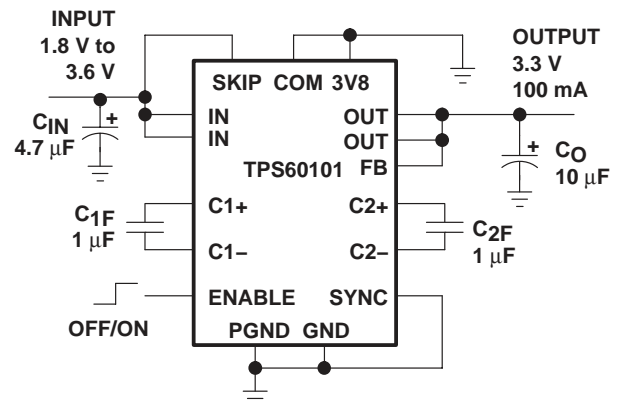 INPUT
1.8 V to
3.6 V
OUTPUT
3.3 V
100 mA
SKIP COM 3V8
IN
IN
OUT
OUT
TPS60101 FB
CIN
4.7 μF
+
+
CO
10 μF
C1F
1 μF
C1+
C1−
C2+
C2−
C2F
1 μF
ENABLE SYNC
OFF/ON
PGND GND